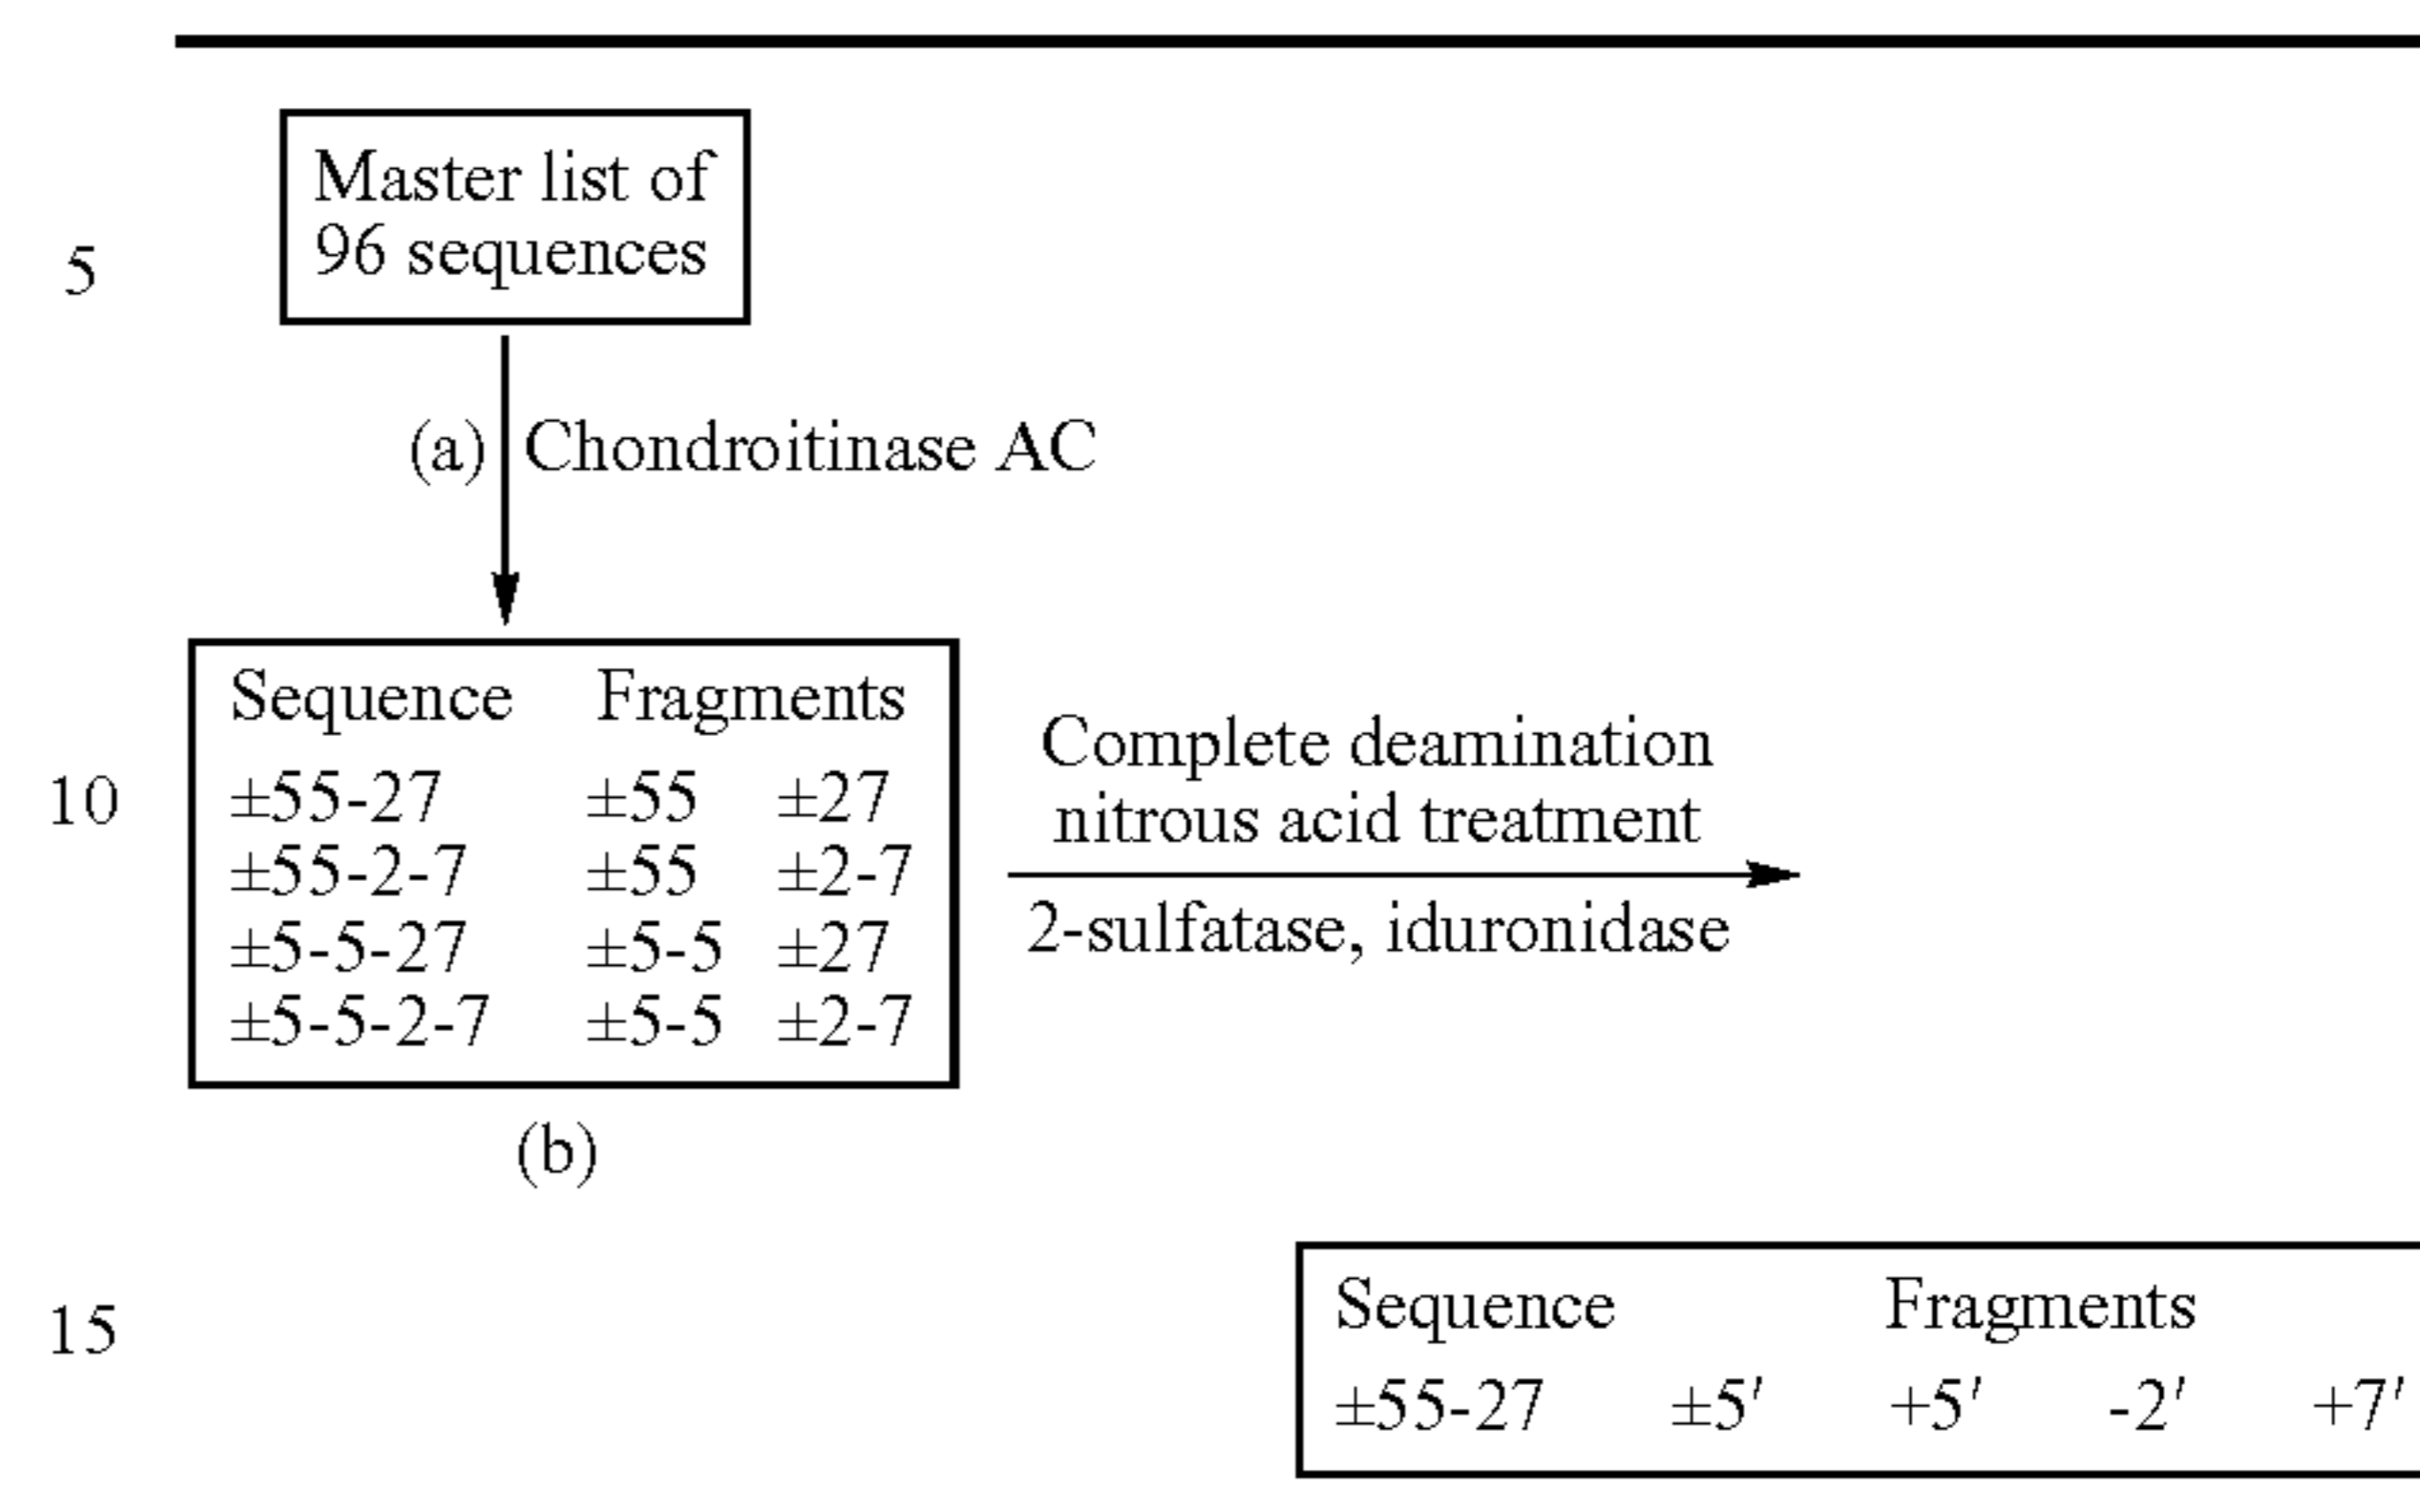 Master list of
96 sequences
5
(a) Chondroitinase AC
Sequence Fragments
±55-27 ±55 ±27
10
±55-2-7 ±55 ±2-7
±5-5-27 ±5-5 ±27
±5-5-2-7 ±5-5 ±2-7
Complete deamination
nitrous acid treatment
2-sulfatase, iduronidase
(b)
15
Sequence Fragments
±55-27 ±5' +5' -2' +7'